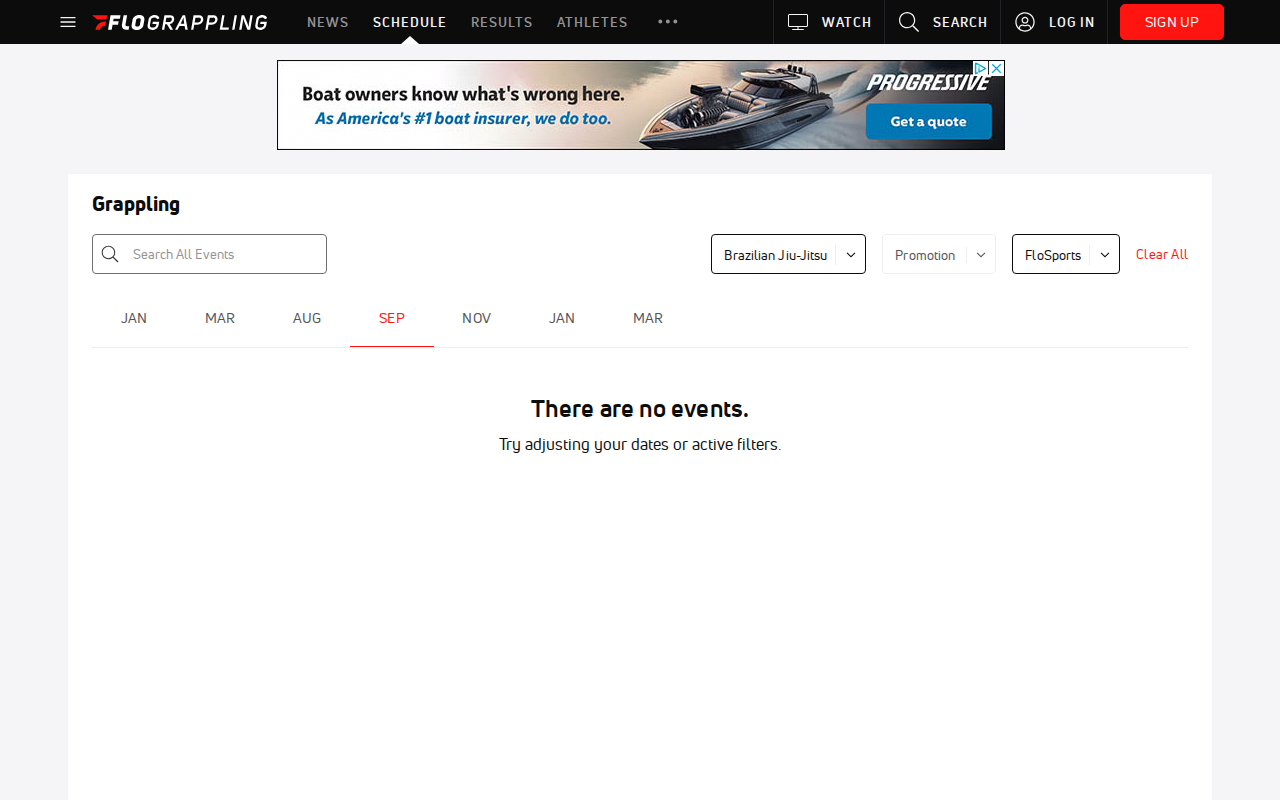 FLOGRAPPLING NEWS SCHEDULE RESULTS ATHLETES WATCH SEARCH LOG IN SIGN UP
Boat owners know what's wrong here.
As America's #1 boat insurer, we do too.
PROGRESSIVE
Get a quote
Grappling
Search All Events Brazilian Jiu-Jitsu Promotion FloSports Clear All
JAN MAR AUG SEP NOV JAN MAR
There are no events.
Try adjusting your dates or active filters.